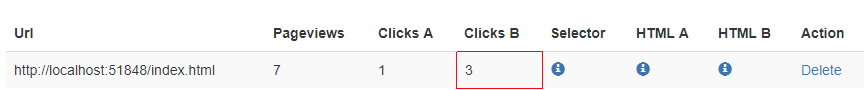 Url Pageviews Clicks A Clicks B Selector HTML A HTML B Action
http://localhost:51848/index.html 7 1 3 Delete